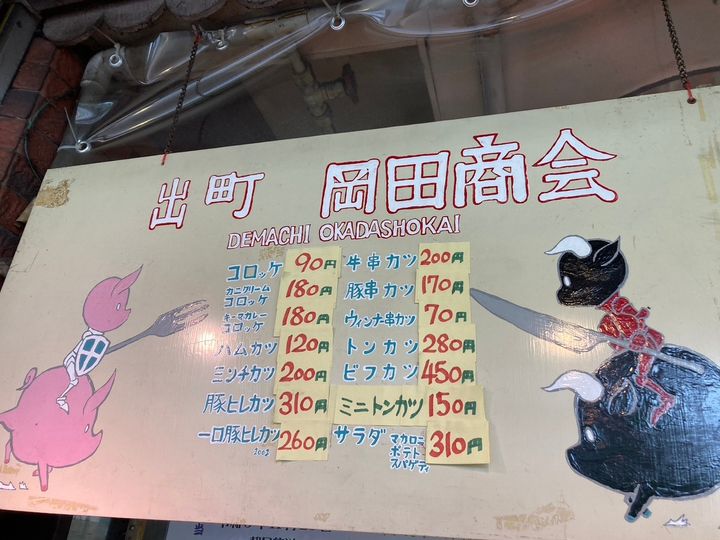 出町 岡田商会
DEMACHI OKADASHOKAI
コロッケ 90円 牛串カツ 200円
カニクリームコロッケ 180円 豚串カツ 170円
キーマカレーコロッケ 180円 ウィンナ串カツ 70円
ハムカツ 120円 トンカツ 280円
ミンチカツ 200円 ビフカツ 450円
豚ヒレカツ 310円 ミニトンカツ 150円
一口豚ヒレカツ 260円 サラダ マカロニ ポテト スパゲティ 310円